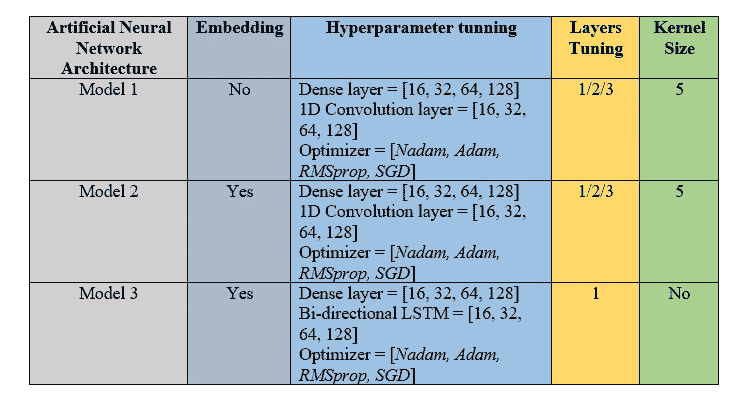 Artificial Neural Network Architecture Embedding Hyperparameter tunning Layers Tuning Kernel Size
Model 1 No Dense layer = [16, 32, 64, 128] 1/2/3 5
1D Convolution layer = [16, 32,
64, 128]
Optimizer = [Nadam, Adam,
RMSprop, SGD]
Model 2 Yes Dense layer = [16, 32, 64, 128] 1/2/3 5
1D Convolution layer = [16, 32,
64, 128]
Optimizer = [Nadam, Adam,
RMSprop, SGD]
Model 3 Yes Dense layer = [16, 32, 64, 128] 1 No
Bi-directional LSTM = [16, 32,
64, 128]
Optimizer = [Nadam, Adam,
RMSprop, SGD]